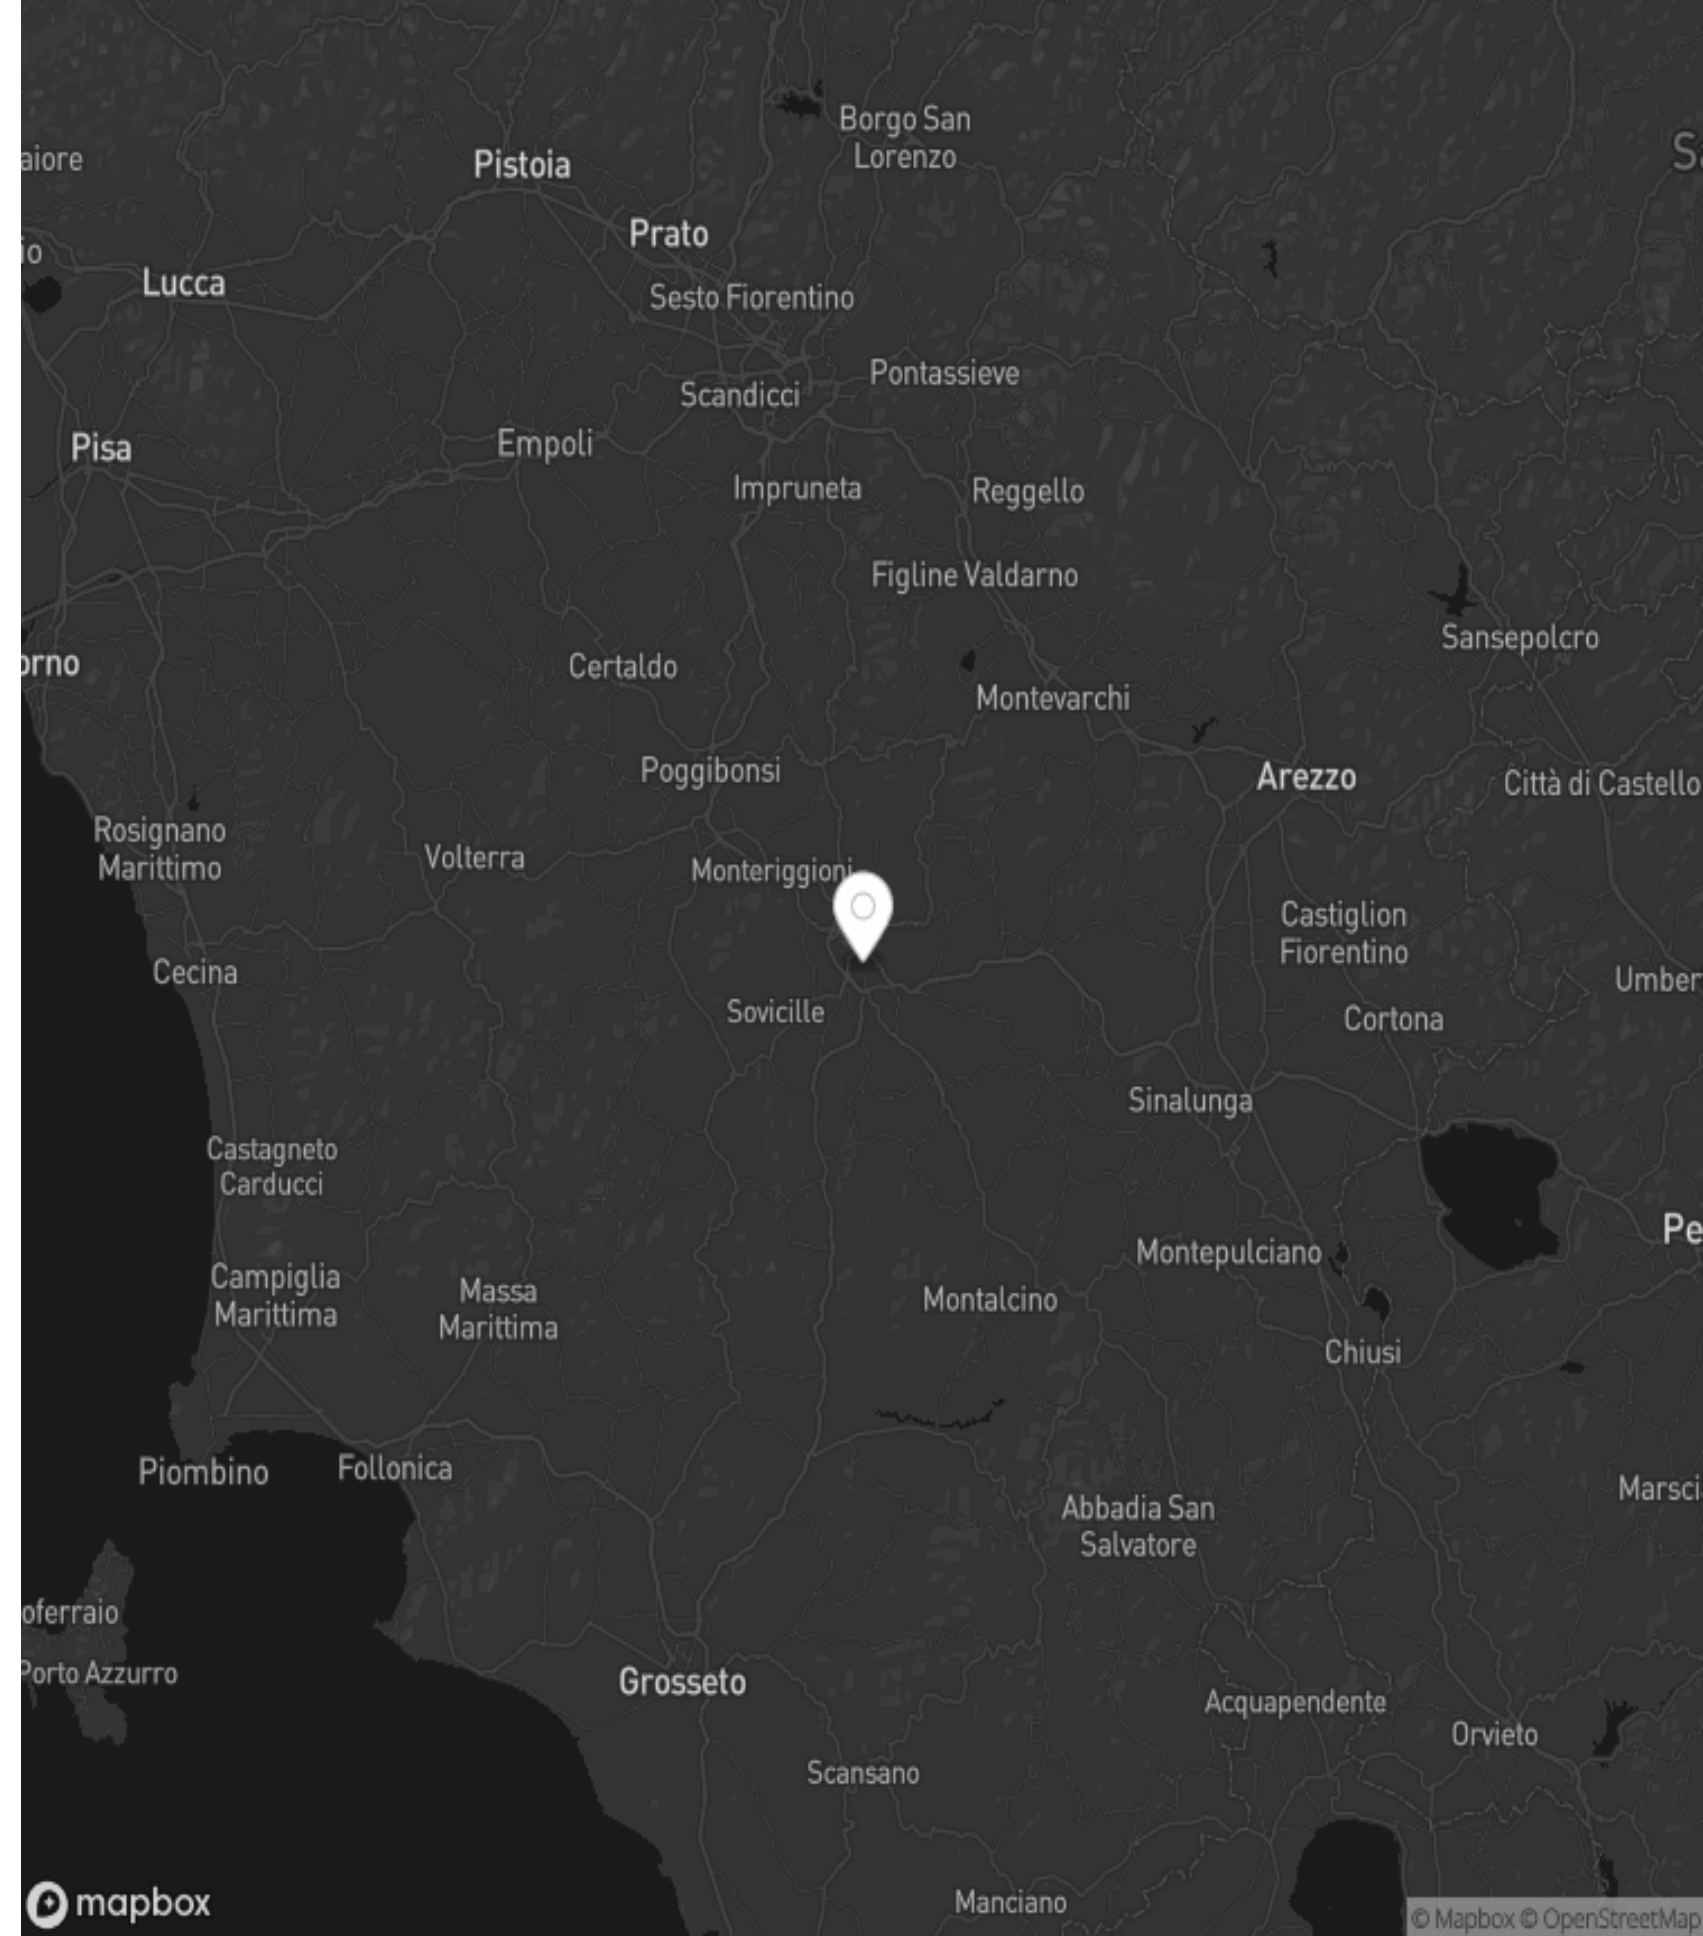 Borgo San
Lorenzo
aiore
Pistoia
Sa
Prato
io
Lucca
Sesto Fiorentino
Pontassieve
Scandicci
Empoli
Pisa
Impruneta
Reggello
Figline Valdarno
Sansepolcro
orno
Certaldo
Montevarchi
Poggibonsi
Arezzo
Città di Castello
Rosignano
Marittimo
Volterra
Monteriggioni
Castiglion
Fiorentino
Cecina
Umber
Sovicille
Cortona
Sinalunga
Castagneto
Carducci
Pe
Montepulciano
Campiglia
Marittima
Massa
Marittima
Montalcino
Chiusi
Piombino
Follonica
Marsci
Abbadia San
Salvatore
oferraio
Porto Azzurro
Grosseto
Acquapendente
Orvieto
Scansano
Manciano
mapbox
© Mapbox © OpenStreetMap